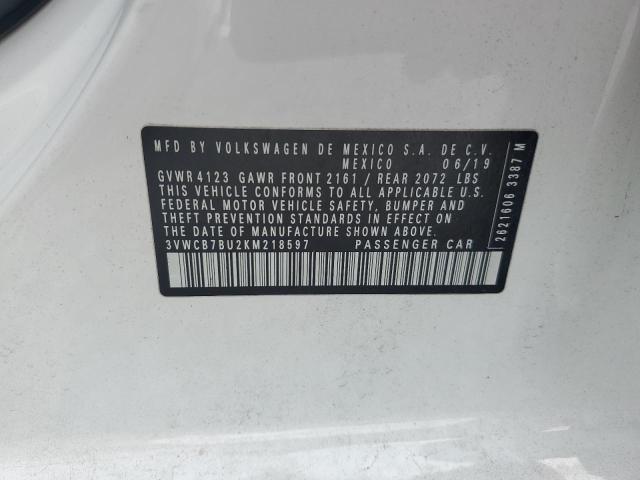 MFD BY VOLKSWAGEN DE MEXICO S.A. DE C.V.
MEXICO 06/19
GVWR 4123 GAWR FRONT 2161 / REAR 2072 LBS
THIS VEHICLE CONFORMS TO ALL APPLICABLE U.S.
FEDERAL MOTOR VEHICLE SAFETY, BUMPER AND
THEFT PREVENTION STANDARDS IN EFFECT ON
THE DATE OF MANUFACTURE SHOWN ABOVE.
3VWCB7BU2KM218597 PASSENGER CAR
2621606 3387 M